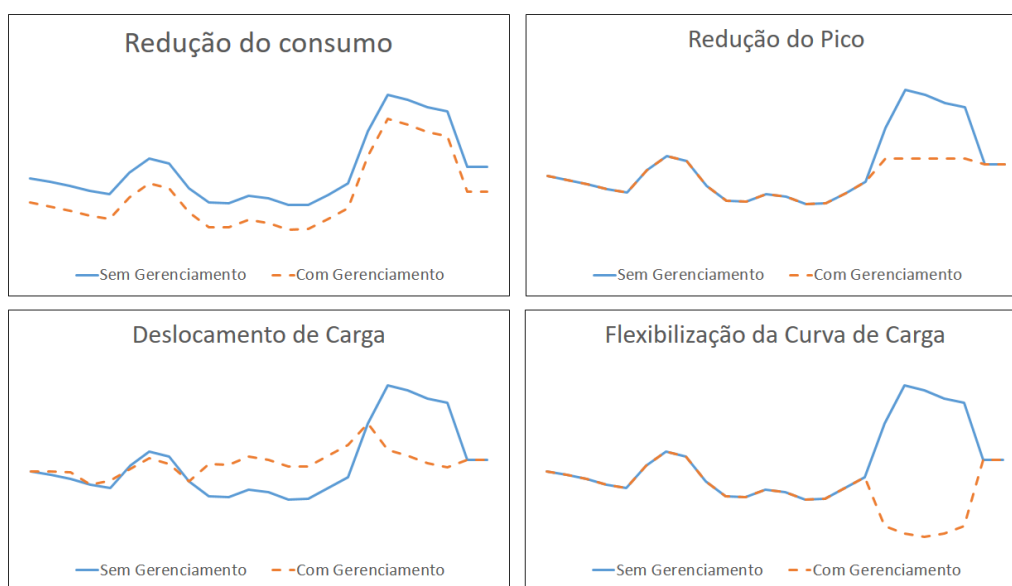 Redução do consumo
Sem Gerenciamento Com Gerenciamento
Redução do Pico
Sem Gerenciamento Com Gerenciamento
Deslocamento de Carga
Sem Gerenciamento Com Gerenciamento
Flexibilização da Curva de Carga
Sem Gerenciamento Com Gerenciamento